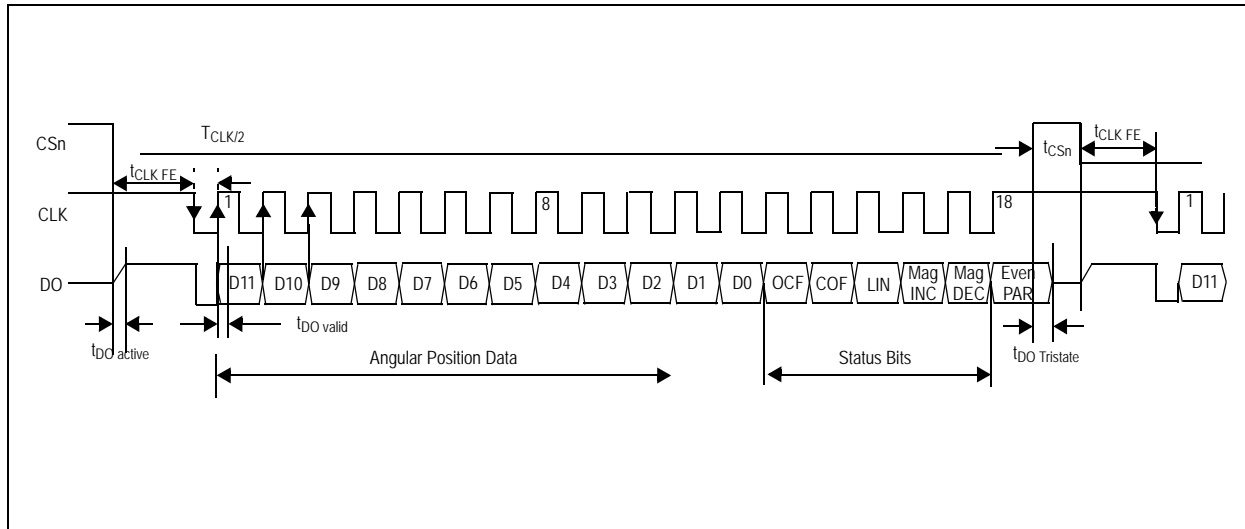 CSn
T_CLK/2
t_CLK FE
t_CSn
t_CLK FE
CLK
1
8
18
1
DO
D11 D10 D9 D8 D7 D6 D5 D4 D3 D2 D1 D0 OCF COF LIN Mag INC Mag DEC Even PAR
D11
t_DO active
t_DO valid
t_DO Tristate
Angular Position Data
Status Bits